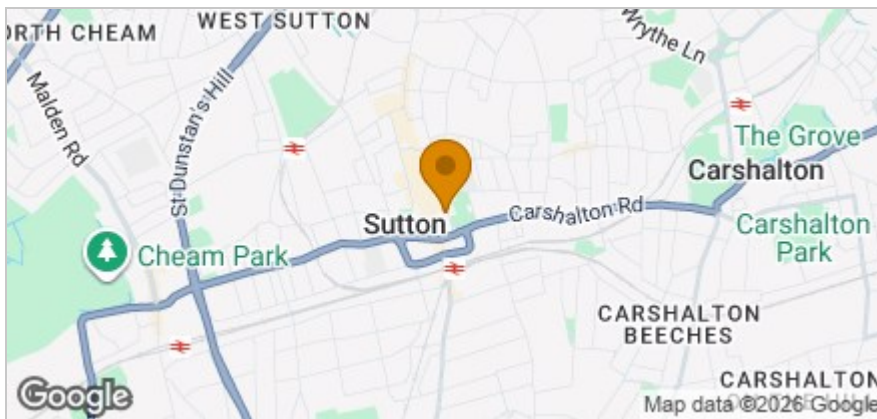 ORTH CHEAM
WEST SUTTON
Wrythe Ln
Malden Rd
St Dunstan's Hill
The Grove
Carshalton
Carshalton Rd
Sutton
Carshalton
Park
Cheam Park
CARSHALTON
BEECHES
CARSHALTON
Google
Map data ©2026 Google